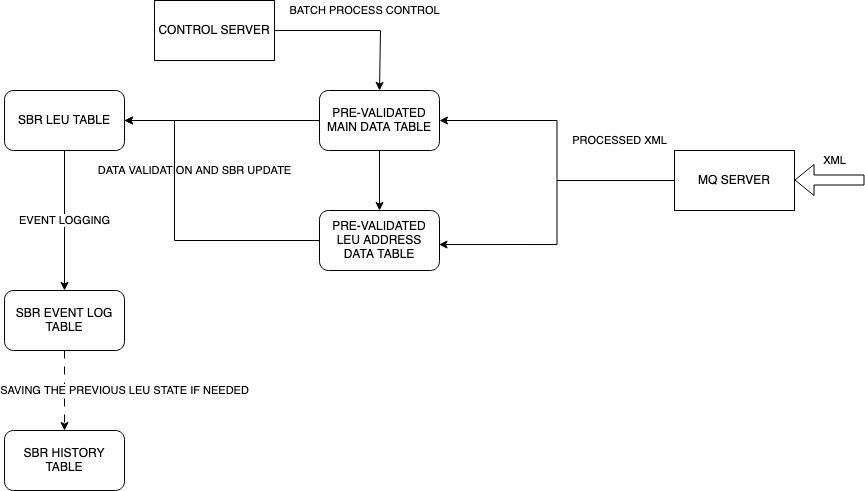 BATCH PROCESS CONTROL
CONTROL SERVER
SBR LEU TABLE
PRE-VALIDATED
MAIN DATA TABLE
PROCESSED XML
XML
MQ SERVER
DATA VALIDATION AND SBR UPDATE
EVENT LOGGING
PRE-VALIDATED
LEU ADDRESS
DATA TABLE
SBR EVENT LOG
TABLE
SAVING THE PREVIOUS LEU STATE IF NEEDED
SBR HISTORY
TABLE